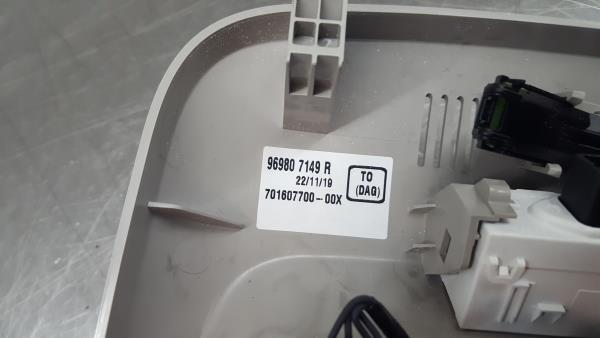 96980 7149 R
22/11/19
701607700-00X
TO
(DAQ)